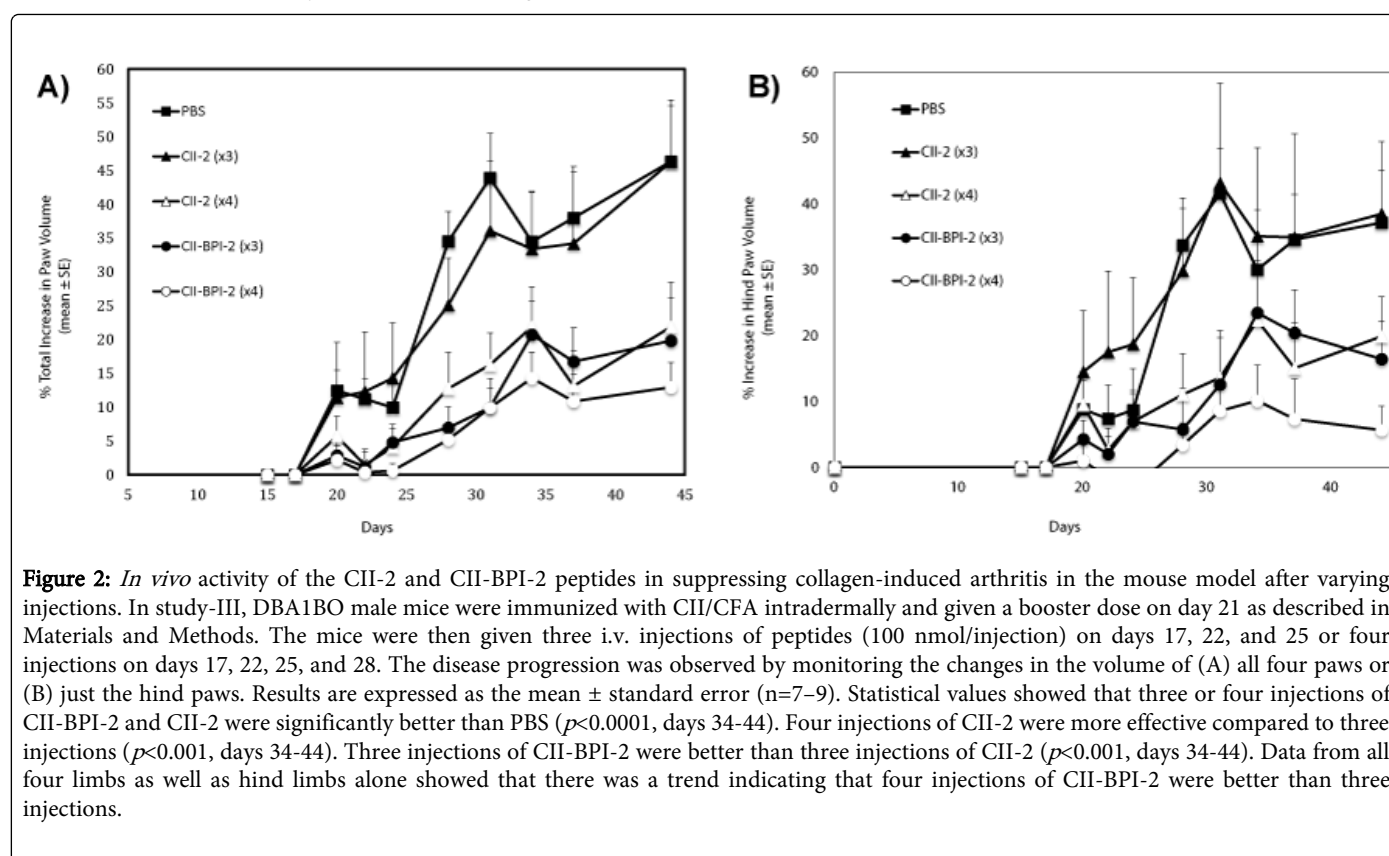 A)
60
55
50
45
40
35
30
25
20
15
10
5
0
% Total Increase in Paw Volume
(mean ± SE)
PBS
CII-2 (x3)
CII-2 (x4)
CII-BPI-2 (x3)
CII-BPI-2 (x4)
5 10 15 20 25 30 35 40 45
Days
B)
60
50
40
30
20
10
0
% Increase in Hind Paw Volume
(mean ± SE)
PBS
CII-2 (x3)
CII-2 (x4)
CII-BPI-2 (x3)
CII-BPI-2 (x4)
0 10 20 30 40
Days
Figure 2: In vivo activity of the CII-2 and CII-BPI-2 peptides in suppressing collagen-induced arthritis in the mouse model after varying
injections. In study-III, DBA1BO male mice were immunized with CII/CFA intradermally and given a booster dose on day 21 as described in
Materials and Methods. The mice were then given three i.v. injections of peptides (100 nmol/injection) on days 17, 22, and 25 or four
injections on days 17, 22, 25, and 28. The disease progression was observed by monitoring the changes in the volume of (A) all four paws or
(B) just the hind paws. Results are expressed as the mean ± standard error (n=7–9). Statistical values showed that three or four injections of
CII-BPI-2 and CII-2 were significantly better than PBS (p<0.0001, days 34-44). Four injections of CII-2 were more effective compared to three
injections (p<0.001, days 34-44). Three injections of CII-BPI-2 were better than three injections of CII-2 (p<0.001, days 34-44). Data from all
four limbs as well as hind limbs alone showed that there was a trend indicating that four injections of CII-BPI-2 were better than three
injections.